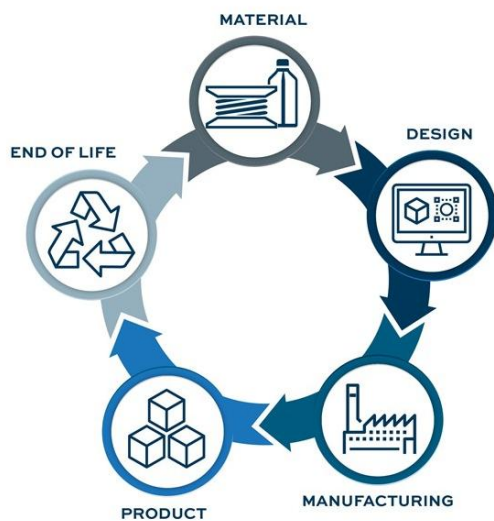 MATERIAL
DESIGN
END OF LIFE
PRODUCT
MANUFACTURING